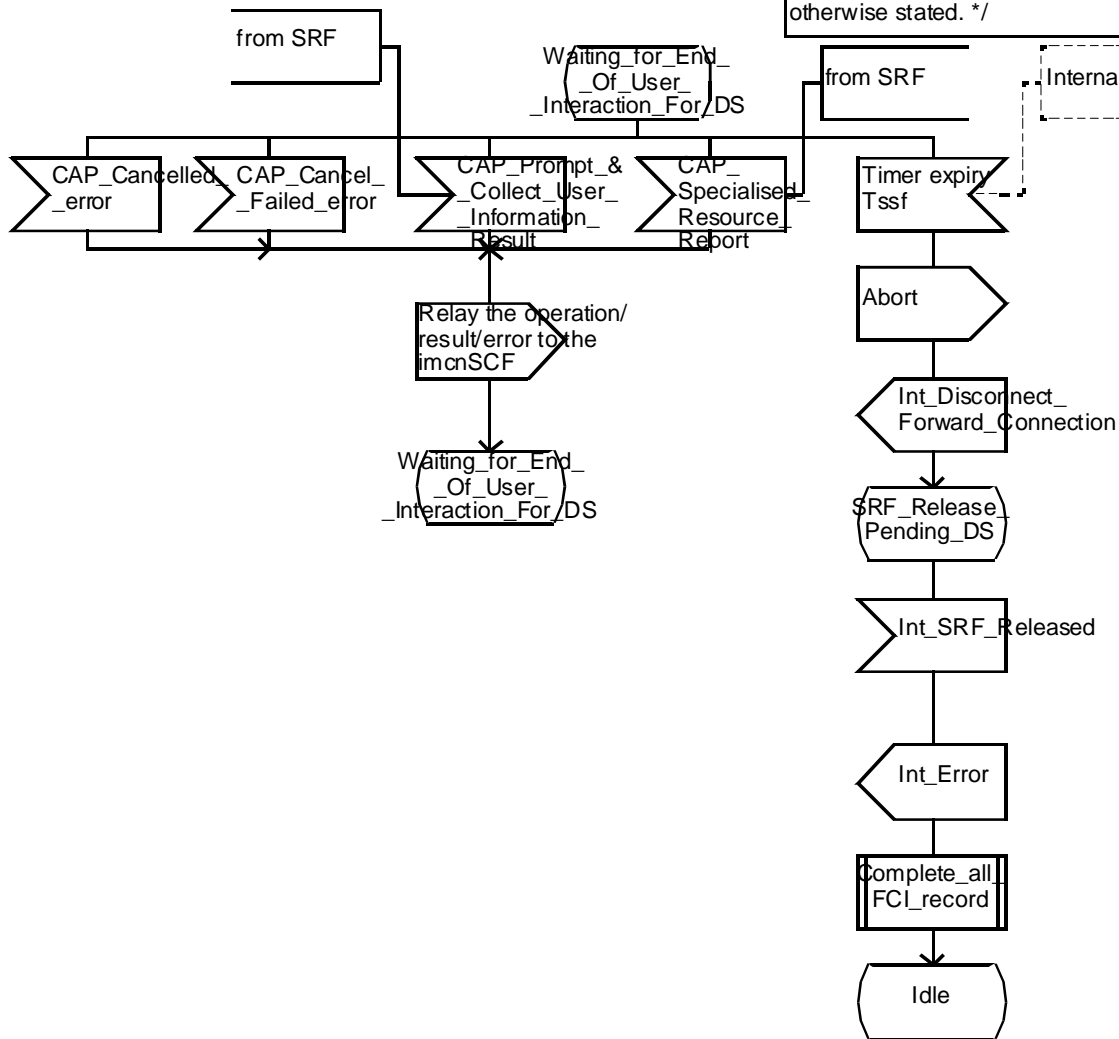 otherwise stated. */
from SRF
Waiting_for_End_
_Of_User_
_Interaction_For_DS
from SRF
Interna
CAP_Cancelled_
_error
CAP_Cancel_
_Failed_error
CAP_Prompt_&
_Collect_User_
_Information_
_Result
CAP_
Specialised_
_Resource_
Report
Timer expiry
Tssf
Abort
Relay the operation/
result/error to the
imcnSCF
Int_Disconnect_
Forward_Connection
Waiting_for_End_
_Of_User_
_Interaction_For_DS
SRF_Release_
Pending_DS
Int_SRF_Released
Int_Error
Complete_all_
FCI_record
Idle